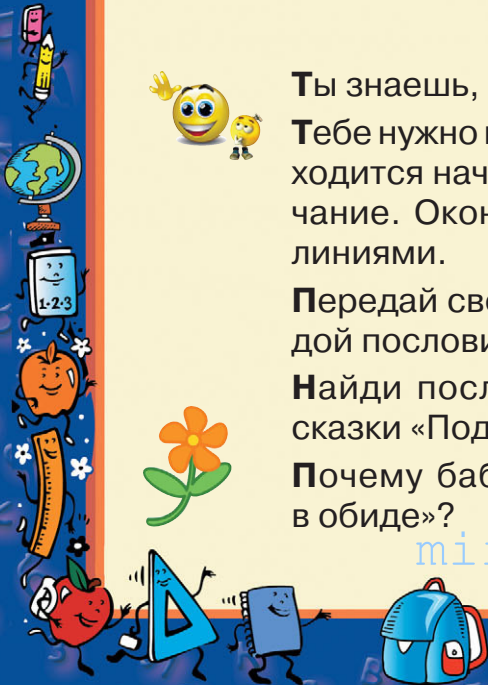 Ты знаешь,
Тебе нужно
ходится нач
чание. Окон
линиями.
Передай сво
дой послови
Найди посл
сказки «Под
Почему баб
в обиде»?
mi
1·2·3